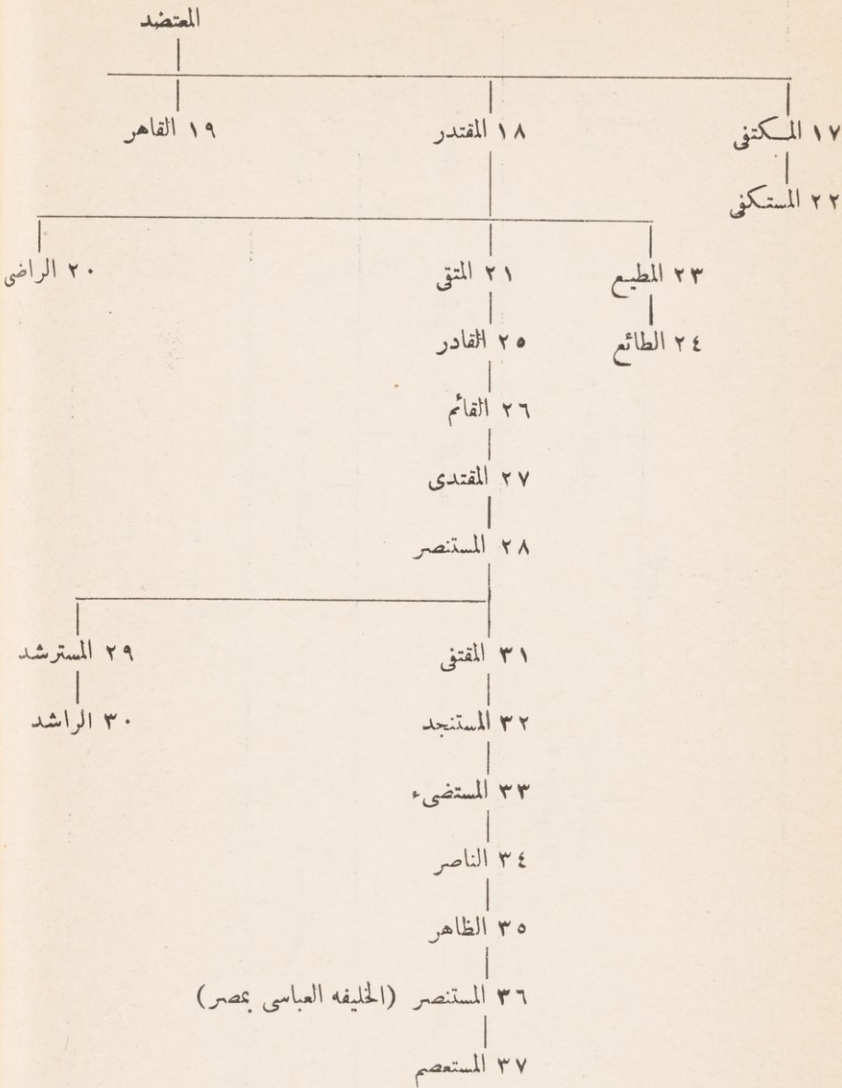 المعتضد
١٧ المكتفى ١٨ المقتدر ١٩ القاهر
٢٢ المستكفى
٢٣ المطيع ٢١ المتقى ٢٠ الراضى
٢٤ الطائع ٢٥ القادر
٢٦ القائم
٢٧ المقتدى
٢٨ المستنصر
٣١ المقتفى ٢٩ المسترشد
٣٢ المستنجد ٣٠ الراشد
٣٣ المستضىء
٣٤ الناصر
٣٥ الظاهر
٣٦ المستنصر (الخليفه العباسى بمصر)
٣٧ المستعصم